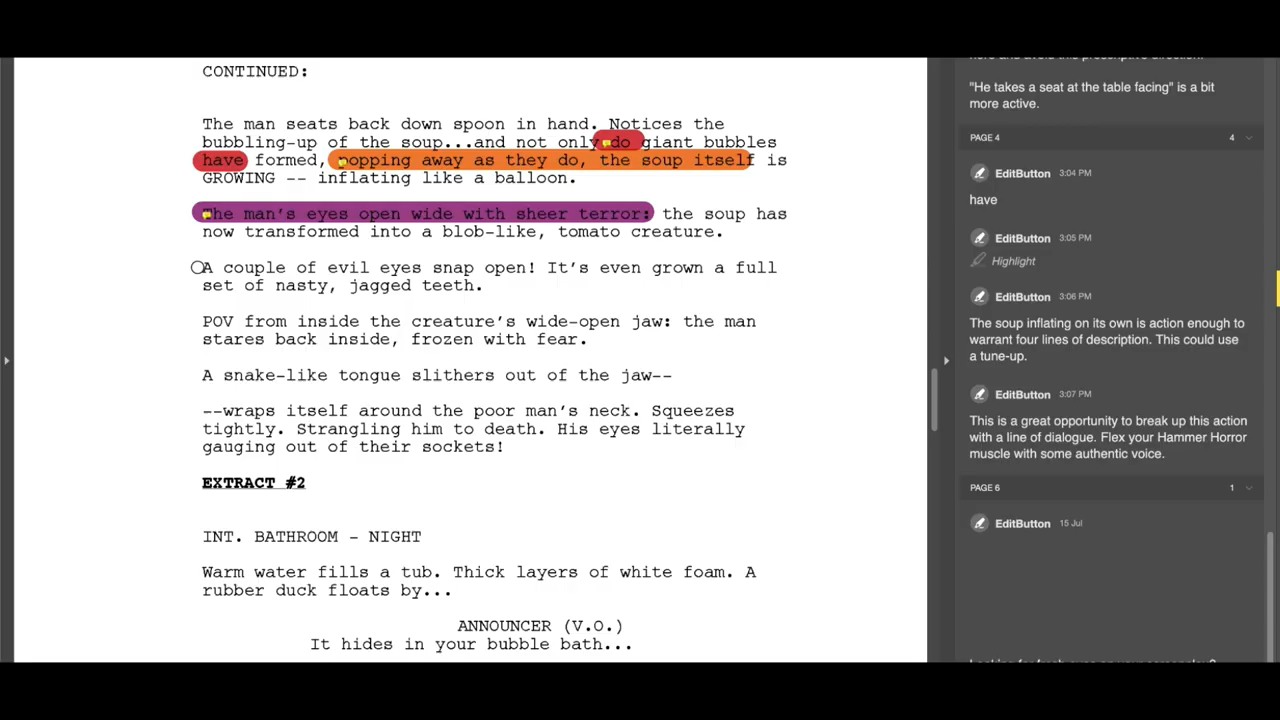 CONTINUED:
The man seats back down spoon in hand. Notices the
bubbling-up of the soup...and not only do giant bubbles
have formed, popping away as they do, the soup itself is
GROWING -- inflating like a balloon.
The man's eyes open wide with sheer terror: the soup has
now transformed into a blob-like, tomato creature.
A couple of evil eyes snap open! It's even grown a full
set of nasty, jagged teeth.
POV from inside the creature's wide-open jaw: the man
stares back inside, frozen with fear.
A snake-like tongue slithers out of the jaw--
--wraps itself around the poor man's neck. Squeezes
tightly. Strangling him to death. His eyes literally
gauging out of their sockets!
EXTRACT #2
INT. BATHROOM - NIGHT
Warm water fills a tub. Thick layers of white foam. A
rubber duck floats by...
ANNOUNCER (V.O.)
It hides in your bubble bath...
"He takes a seat at the table facing" is a bit
more active.
PAGE 4 4
EditButton 3:04 PM
have
EditButton 3:05 PM
Highlight
EditButton 3:06 PM
The soup inflating on its own is action enough to
warrant four lines of description. This could use
a tune-up.
EditButton 3:07 PM
This is a great opportunity to break up this action
with a line of dialogue. Flex your Hammer Horror
muscle with some authentic voice.
PAGE 6 1
EditButton 15 Jul